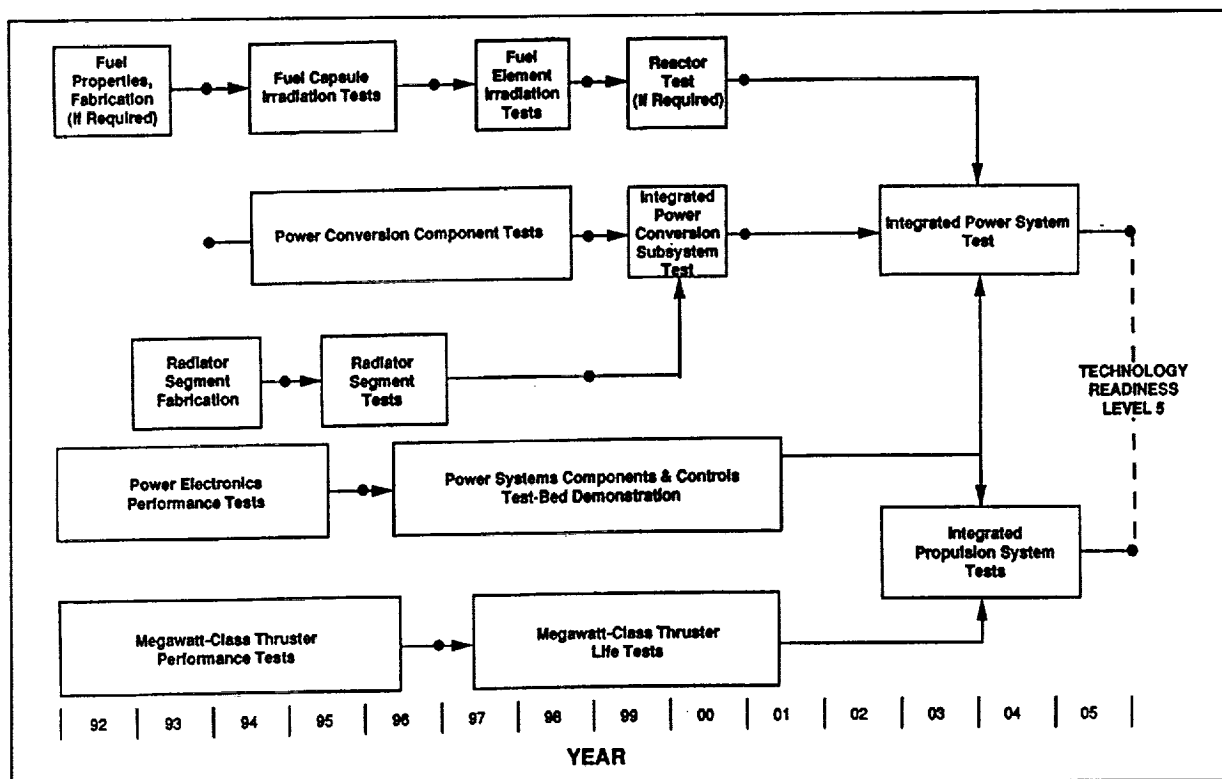 Fuel
Properties,
Fabrication
(If Required)
Fuel Capsule
Irradiation Tests
Fuel
Element
Irradiation
Tests
Reactor
Test
(If Required)
Power Conversion Component Tests
Integrated
Power
Conversion
Subsystem
Test
Integrated Power System
Test
Radiator
Segment
Fabrication
Radiator
Segment
Tests
TECHNOLOGY
READINESS
LEVEL 5
Power Electronics
Performance Tests
Power Systems Components & Controls
Test-Bed Demonstration
Integrated
Propulsion System
Tests
Megawatt-Class Thruster
Performance Tests
Megawatt-Class Thruster
Life Tests
92 93 94 95 96 97 98 99 00 01 02 03 04 05
YEAR